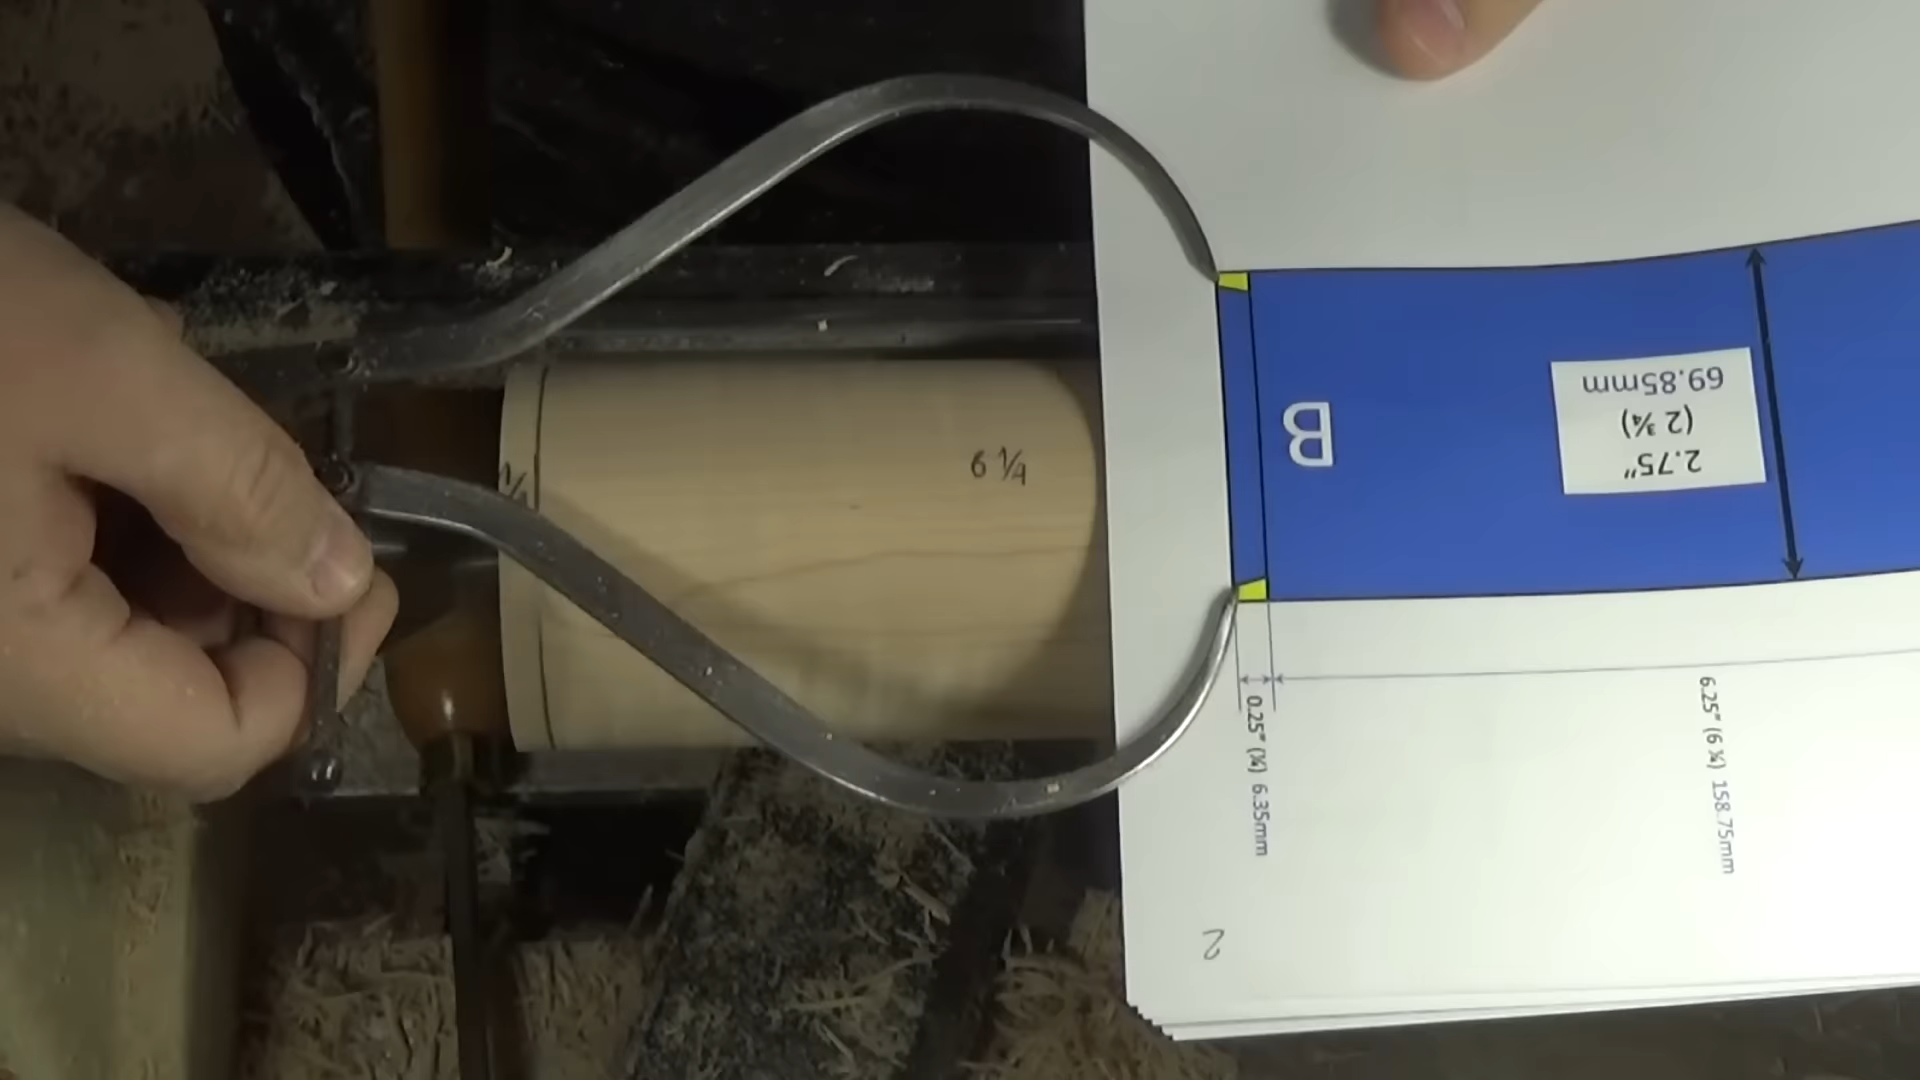 6 1/4
B
2.75"
(2 ¾)
69.85mm
0.25" (¼) 6.35mm
6.25" (6 ¼) 158.75mm
2